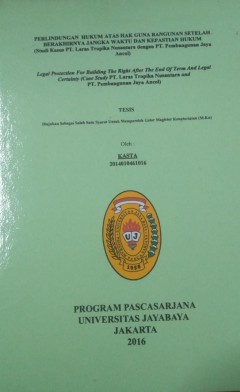 PERLINDUNGAN HUKUM ATAS HAK GUNA BANGUNAN SETELAH
BERAKHIRNYA JANGKA WAKTU DAN KEPASTIAN HUKUM
(Studi Kasus PT. Laras Tropika Nusantara dengan PT. Pembangunan Jaya
Ancol)
Legal Protection For Building The Right After The End Of Term And Legal
Certainty (Case Study PT. Laras Tropika Nusantara and
PT. Pembangunan Jaya Ancol)
TESIS
Diajukan Sebagai Salah Satu Syarat Untuk Memperoleh Gelar Magister Kenotariatan (M.Kn)
Oleh :
KASTA
2014010461016
PROGRAM PASCASARJANA
UNIVERSITAS JAYABAYA
JAKARTA
2016